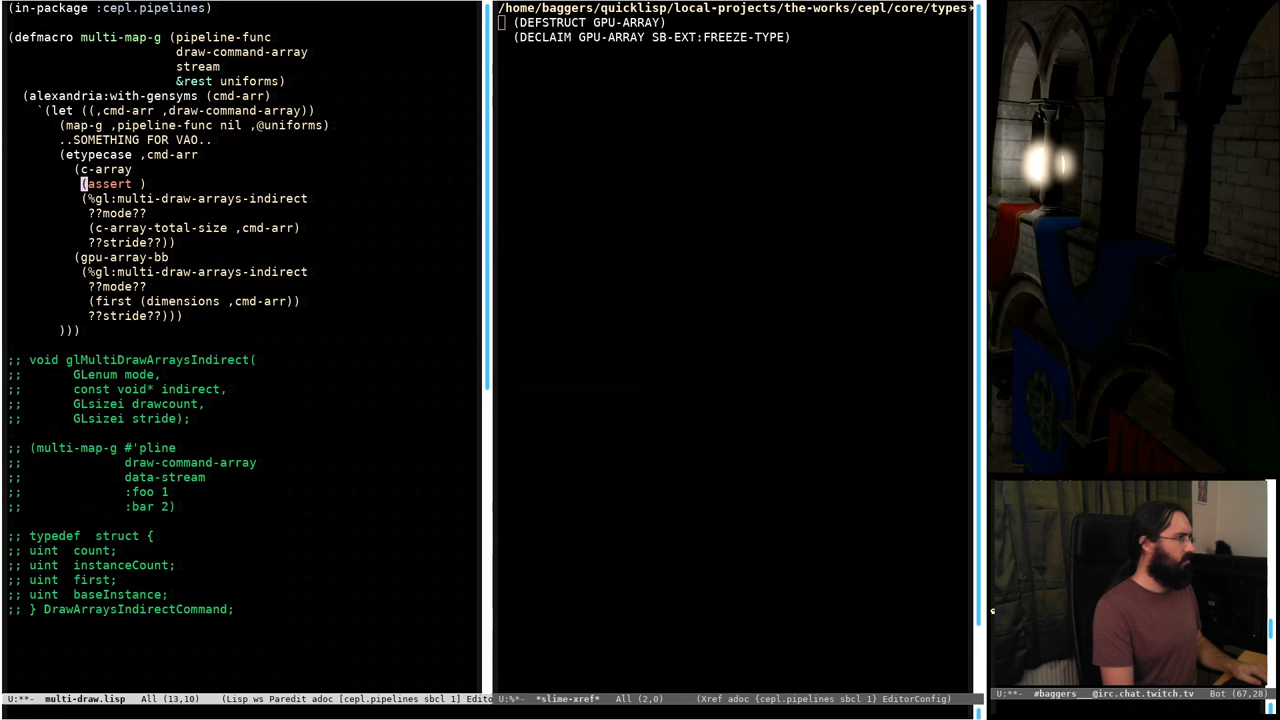 (in-package :cepl.pipelines)
(defmacro multi-map-g (pipeline-func
draw-command-array
stream
&rest uniforms)
(alexandria:with-gensyms (cmd-arr)
`(let ((,cmd-arr ,draw-command-array))
(map-g ,pipeline-func nil ,@uniforms)
..SOMETHING FOR VAO..
(etypecase ,cmd-arr
(c-array
(assert )
(%gl:multi-draw-arrays-indirect
??mode??
(c-array-total-size ,cmd-arr)
??stride??))
(gpu-array-bb
(%gl:multi-draw-arrays-indirect
??mode??
(first (dimensions ,cmd-arr))
??stride??)))
)))
;; void glMultiDrawArraysIndirect(
;; GLenum mode,
;; const void* indirect,
;; GLsizei drawcount,
;; GLsizei stride);
;; (multi-map-g #'pline
;; draw-command-array
;; data-stream
;; :foo 1
;; :bar 2)
;; typedef struct {
;; uint count;
;; uint instanceCount;
;; uint first;
;; uint baseInstance;
;; } DrawArraysIndirectCommand;
U:**- multi-draw.lisp All (13,10) (Lisp ws Paredit adoc [cepl.pipelines sbcl 1] Edito
/home/baggers/quicklisp/local-projects/the-works/cepl/core/types
(DEFSTRUCT GPU-ARRAY)
(DECLAIM GPU-ARRAY SB-EXT:FREEZE-TYPE)
U:%*- *slime-xref* All (2,0) (Xref adoc {cepl.pipelines sbcl 1} EditorConfig)
U:**- #baggers___@irc.chat.twitch.tv Bot (67,28)